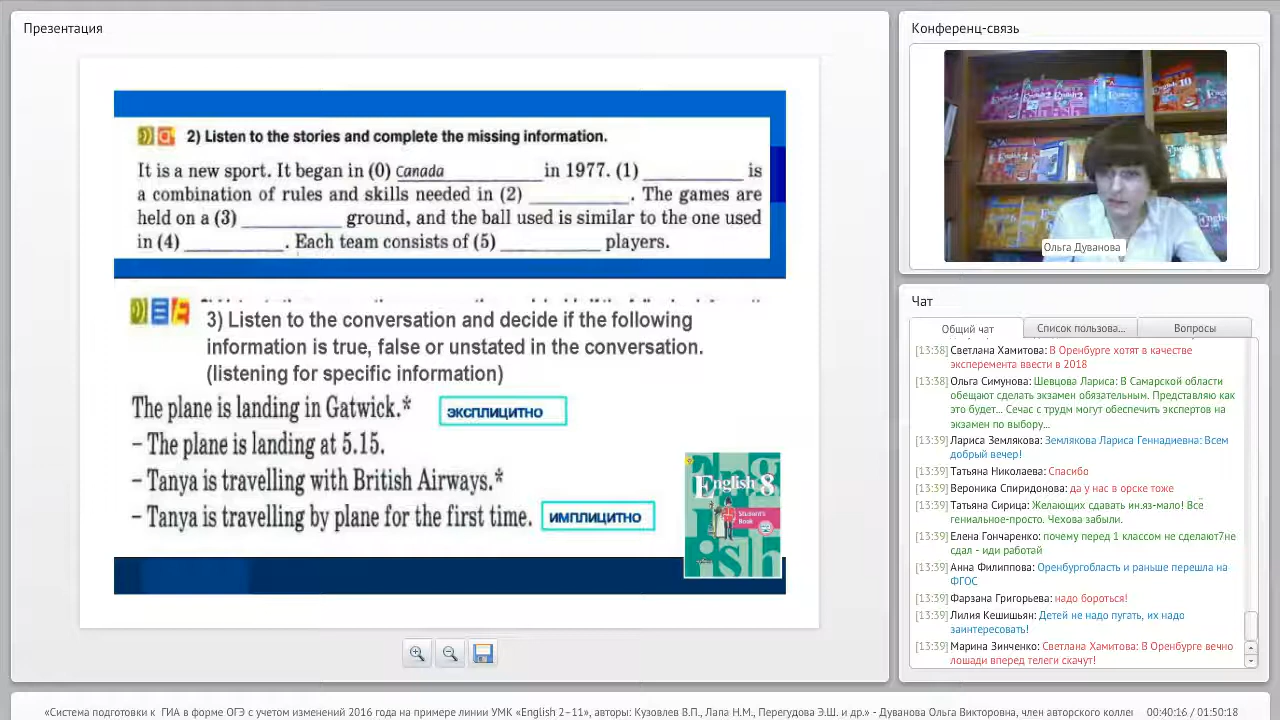 Презентация
2) Listen to the stories and complete the missing information.
It is a new sport. It began in (0) Canada in 1977. (1) __________ is
a combination of rules and skills needed in (2) __________. The games are
held on a (3) __________ ground, and the ball used is similar to the one used
in (4) __________. Each team consists of (5) __________ players.
3) Listen to the conversation and decide if the following
information is true, false or unstated in the conversation.
(listening for specific information)
The plane is landing in Gatwick.* ЭКСПЛИЦИТНО
– The plane is landing at 5.15.
– Tanya is travelling with British Airways.*
– Tanya is travelling by plane for the first time. ИМПЛИЦИТНО
English 8
Student's
Book
Конференц-связь
Ольга Дуванова
Чат
Общий чат Список пользова... Вопросы
[13:38] Светлана Хамитова: В Оренбурге хотят в качестве
эксперемента ввести в 2018
[13:38] Ольга Симунова: Шевцова Лариса: В Самарской области
обещают сделать экзамен обязательным. Представляю как
это будет... Сечас с трудм могут обеспечить экспертов на
экзамен по выбору...
[13:39] Лариса Землякова: Землякова Лариса Геннадиевна: Всем
добрый вечер!
[13:39] Татьяна Николаева: Спасибо
[13:39] Вероника Спиридонова: да у нас в орске тоже
[13:39] Татьяна Сирица: Желающих сдавать ин.яз-мало! Всё
гениальное-просто. Чехова забыли.
[13:39] Елена Гончаренко: почему перед 1 классом не сделают7не
сдал - иди работай
[13:39] Анна Филиппова: Оренбургобласть и раньше перешла на
ФГОС
[13:39] Фарзана Григорьева: надо бороться!
[13:39] Лилия Кешишьян: Детей не надо пугать, их надо
заинтересовать!
[13:39] Марина Зинченко: Светлана Хамитова: В Оренбурге вечно
лошади вперед телеги скачут!
«Система подготовки к ГИА в форме ОГЭ с учетом изменений 2016 года на примере линии УМК «English 2–11», авторы: Кузовлев В.П., Лапа Н.М., Перегудова Э.Ш. и др.» - Дуванова Ольга Викторовна, член авторского коллек 00:40:16 / 01:50:18